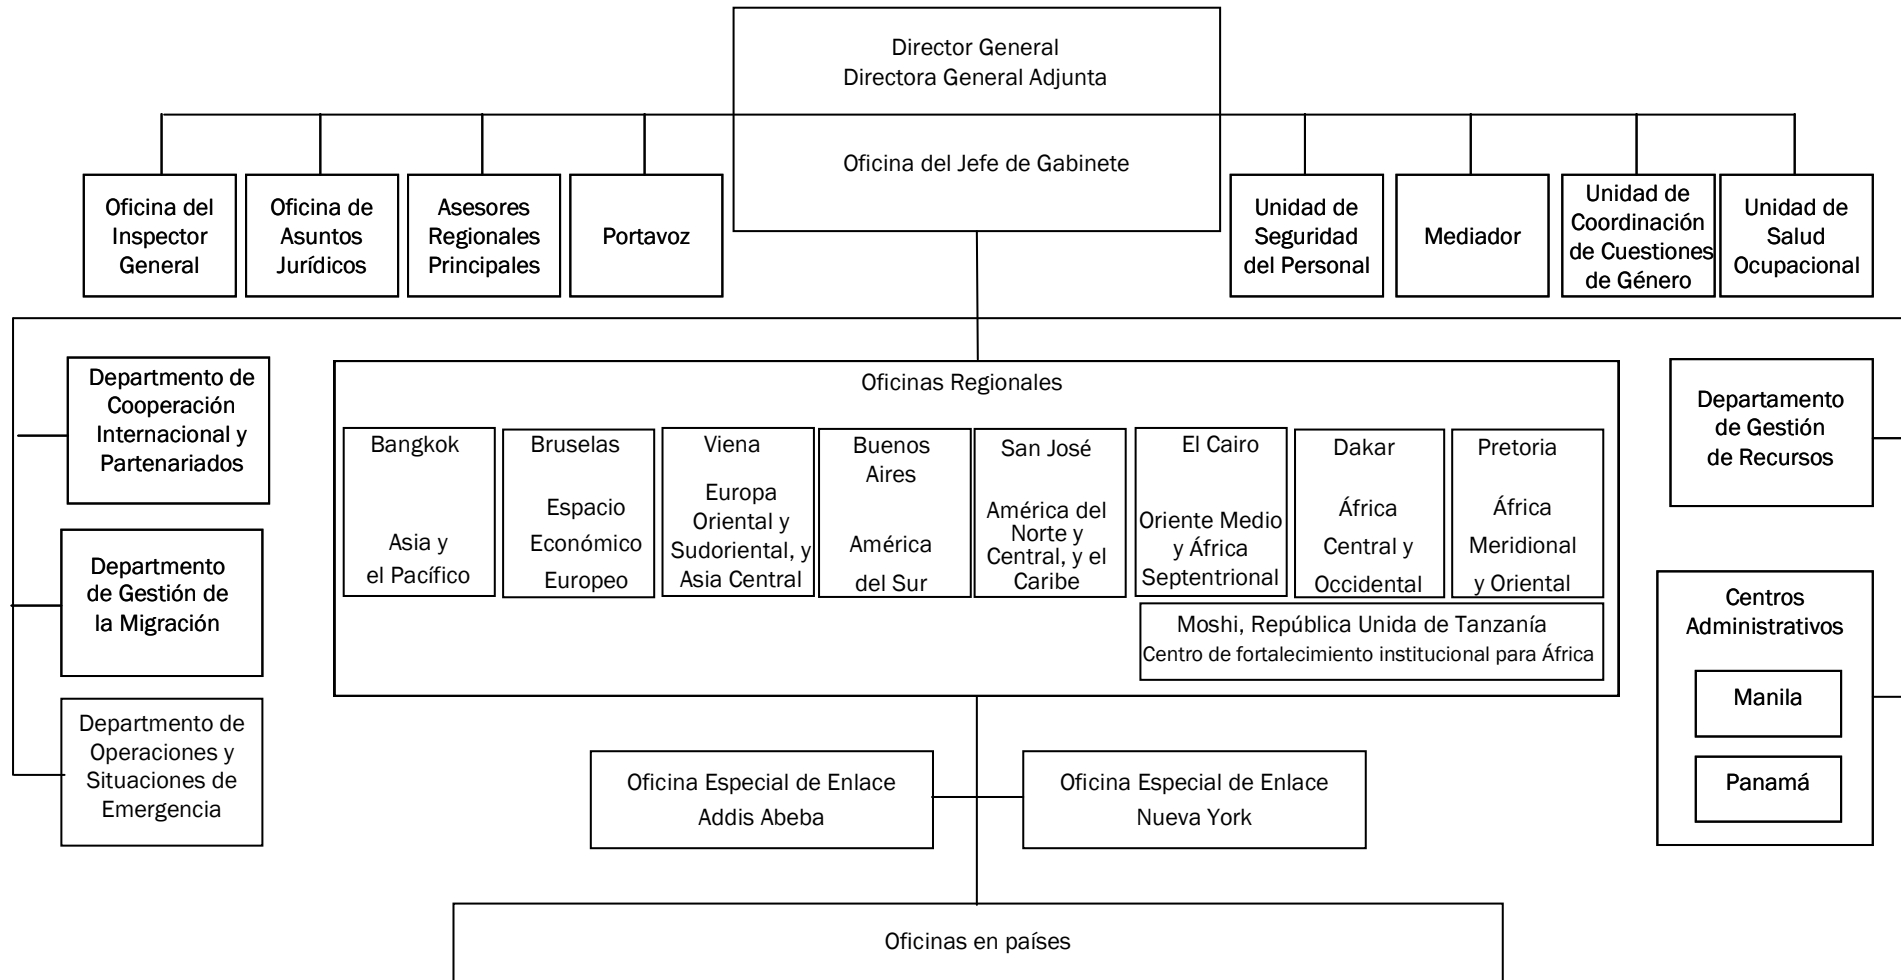 Director General
Directora General Adjunta
Oficina del Jefe de Gabinete
Oficina del
Inspector
General
Oficina de
Asuntos
Jurídicos
Asesores
Regionales
Principales
Portavoz
Unidad de
Seguridad
del Personal
Mediador
Unidad de
Coordinación
de Cuestiones
de Género
Unidad de
Salud
Ocupacional
Departmento de
Cooperación
Internacional y
Partenariados
Departmento
de Gestión de
la Migración
Departmento de
Operaciones y
Situaciones de
Emergencia
Oficinas Regionales
Bangkok
Asia y
el Pacífico
Bruselas
Espacio
Económico
Europeo
Viena
Europa
Oriental y
Sudoriental, y
Asia Central
Buenos
Aires
América
del Sur
San José
América del
Norte y
Central, y el
Caribe
El Cairo
Oriente Medio
y África
Septentrional
Dakar
África
Central y
Occidental
Pretoria
África
Meridional
y Oriental
Moshi, República Unida de Tanzanía
Centro de fortalecimiento institucional para África
Departamento
de Gestión
de Recursos
Centros
Administrativos
Manila
Panamá
Oficina Especial de Enlace
Addis Abeba
Oficina Especial de Enlace
Nueva York
Oficinas en países